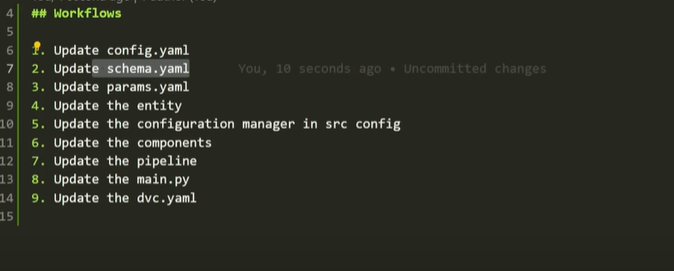 4 ## Workflows
5
6 1. Update config.yaml
7 2. Update schema.yaml You, 10 seconds ago • Uncommitted changes
8 3. Update params.yaml
9 4. Update the entity
10 5. Update the configuration manager in src config
11 6. Update the components
12 7. Update the pipeline
13 8. Update the main.py
14 9. Update the dvc.yaml
15